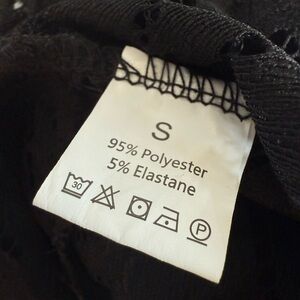 S
95% Polyester
5% Elastane
30 P